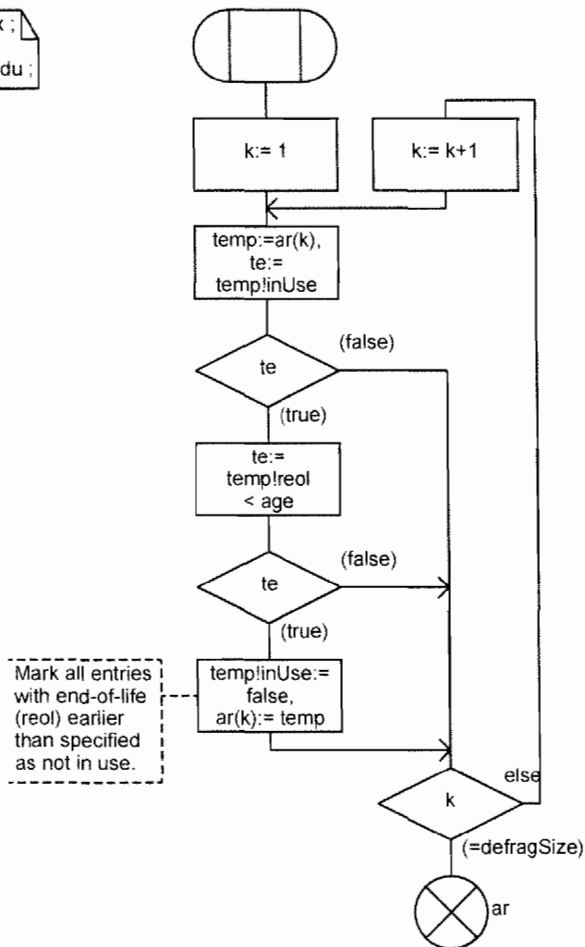 ;
du ;
k:= 1
k:= k+1
temp:=ar(k),
te:=
temp!inUse
te
(false)
(true)
te:=
temp!reol
< age
te
(false)
(true)
Mark all entries
with end-of-life
(reol) earlier
than specified
as not in use.
temp!inUse:=
false,
ar(k):= temp
k
else
(=defragSize)
ar